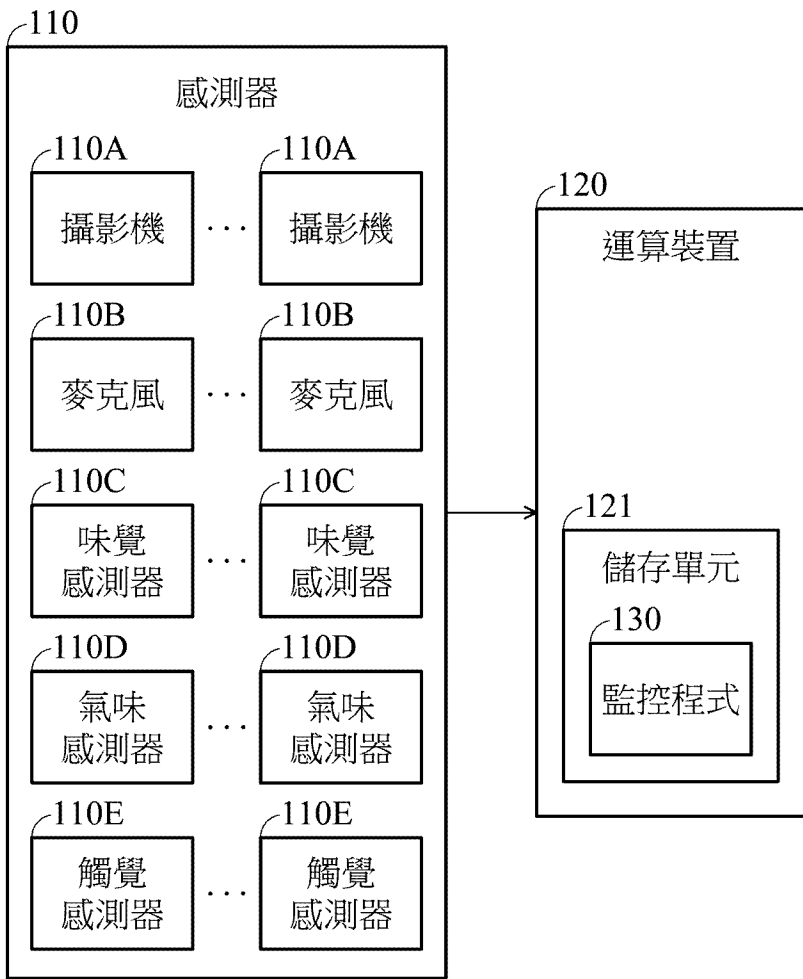 110
感測器
110A 110A
攝影機 ... 攝影機
110B 110B
麥克風 ... 麥克風
110C 110C
味覺 味覺
感測器 ... 感測器
110D 110D
氣味 氣味
感測器 ... 感測器
110E 110E
觸覺 觸覺
感測器 ... 感測器
120
運算裝置
121
儲存單元
130
監控程式